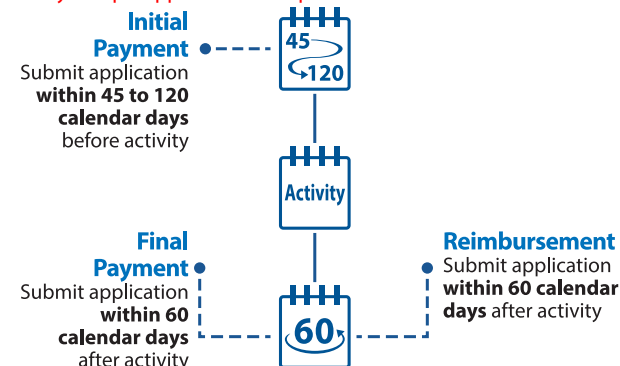 Initial
Payment
Submit application
within 45 to 120
calendar days
before activity
45
120
Activity
Final
Payment
Submit application
within 60
calendar days
after activity
60
Reimbursement
Submit application
within 60 calendar
days after activity